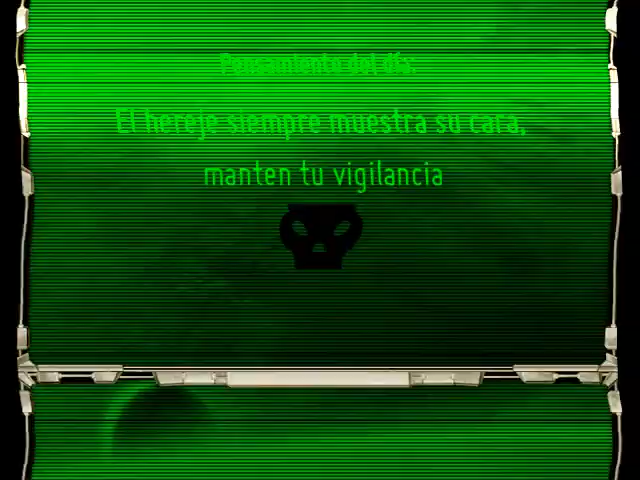 Pensamiento del día:
El hereje siempre muestra su cara,
manten tu vigilancia